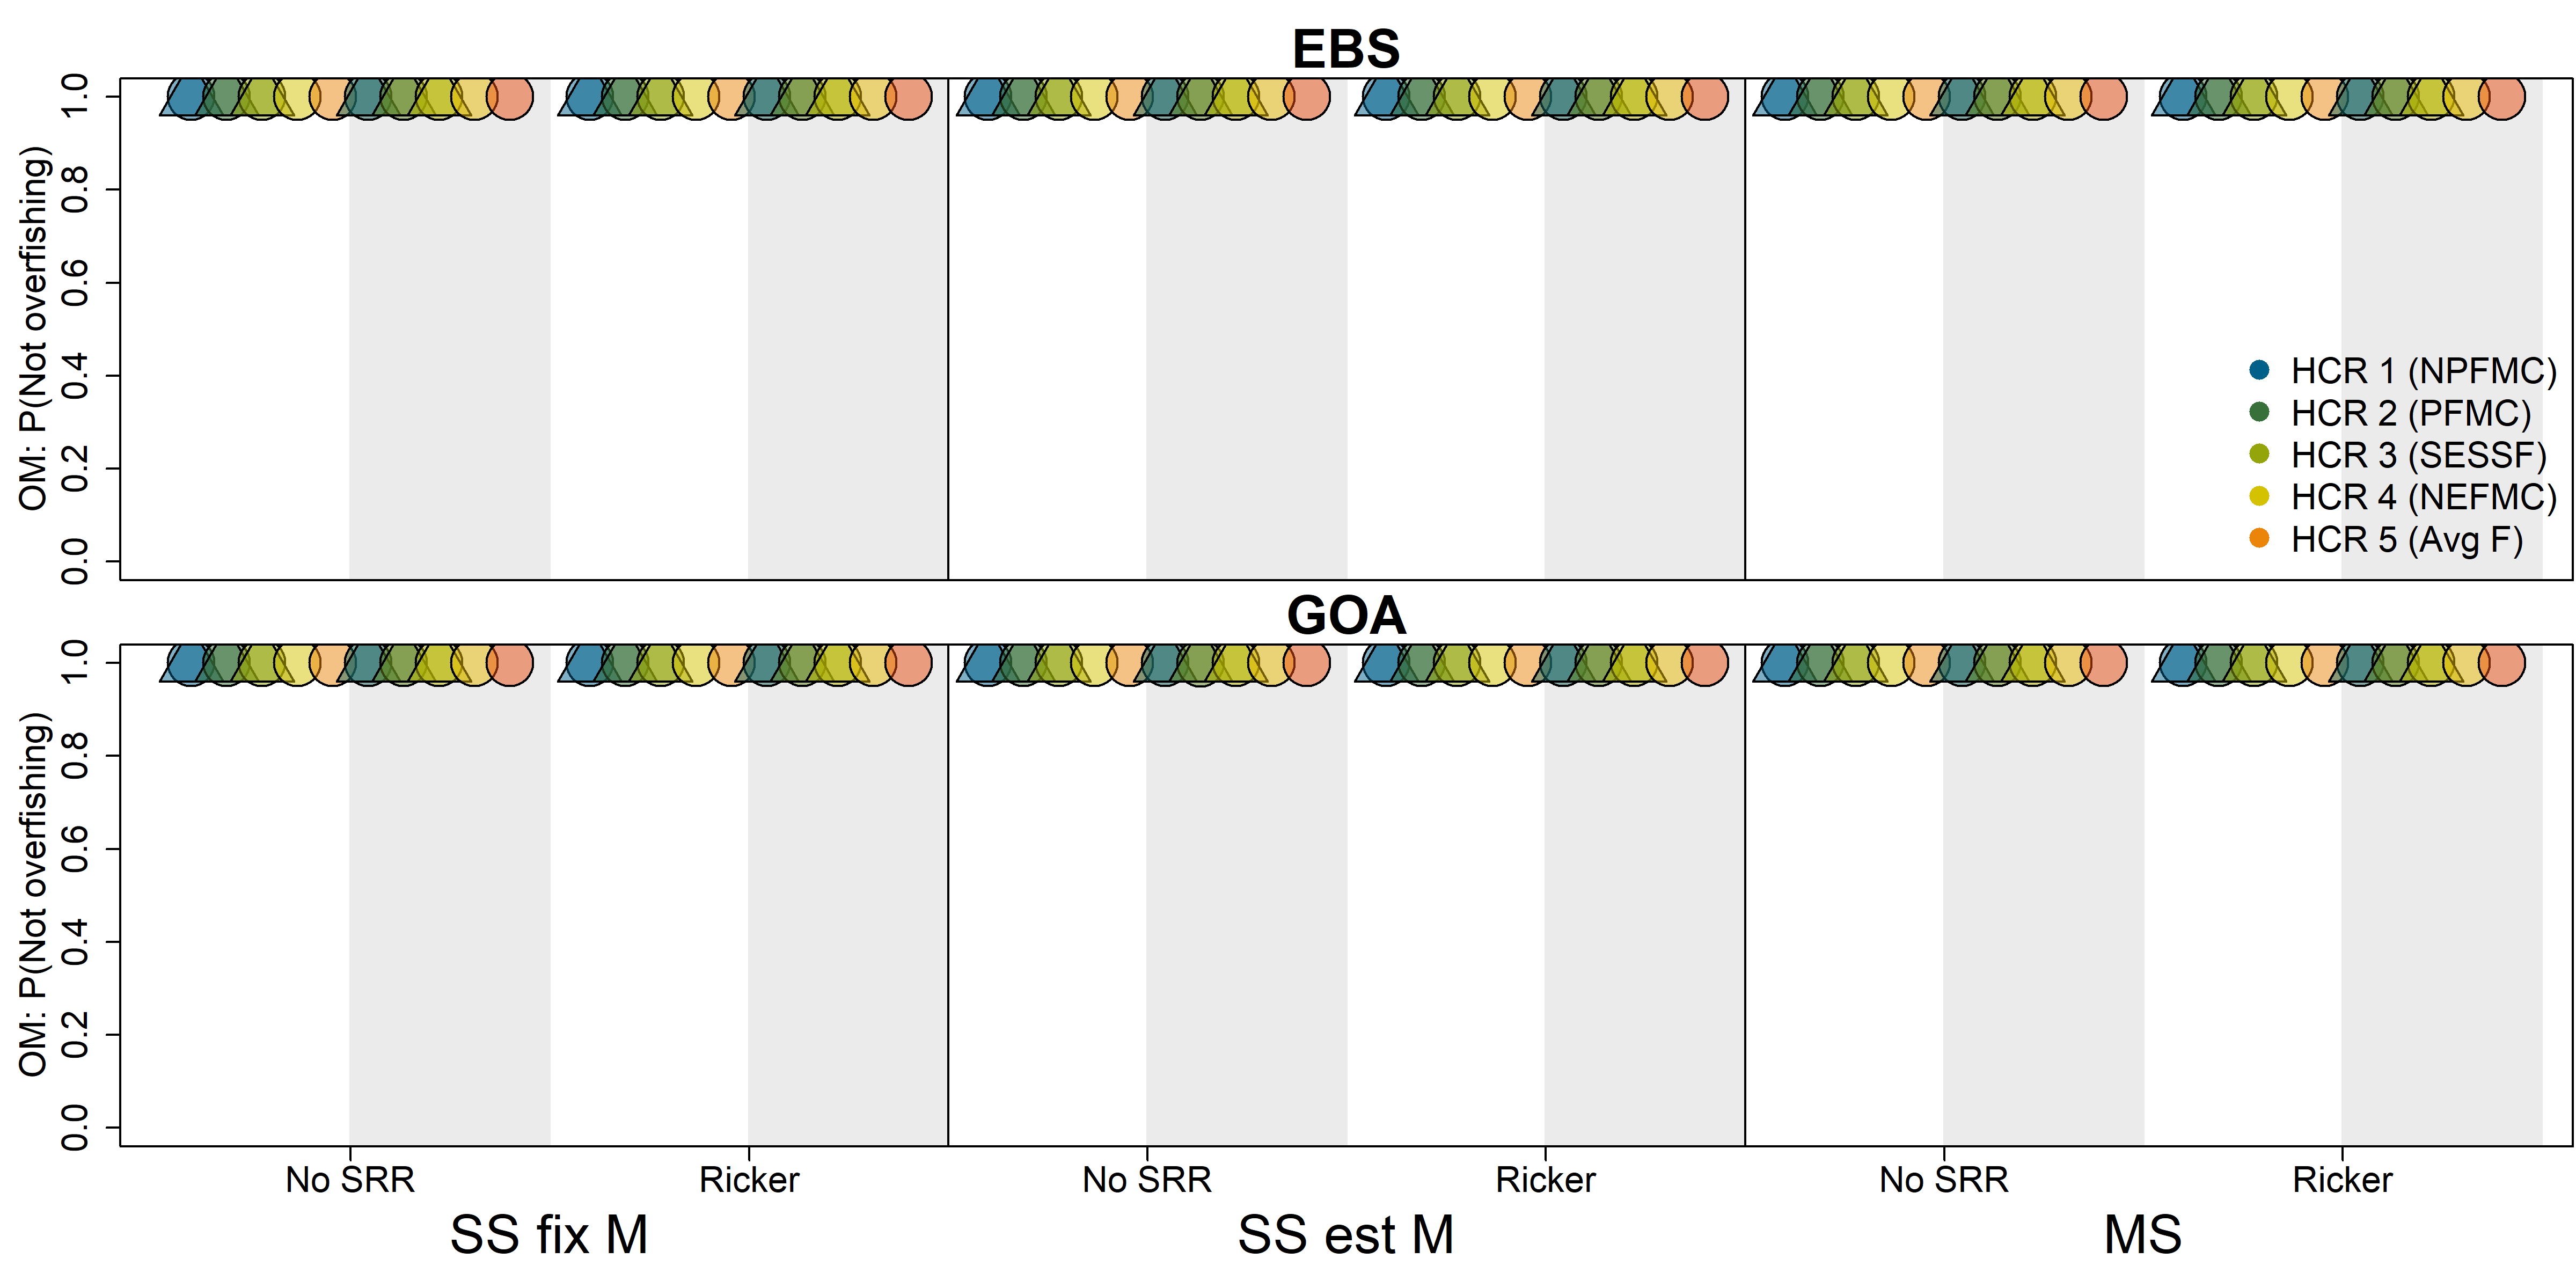 EBS
OM: P(Not overfishing)
1.0
0.8
0.6
0.4
0.2
0.0
HCR 1 (NPFMC)
HCR 2 (PFMC)
HCR 3 (SESSF)
HCR 4 (NEFMC)
HCR 5 (Avg F)
GOA
OM: P(Not overfishing)
1.0
0.8
0.6
0.4
0.2
0.0
No SRR Ricker No SRR Ricker No SRR Ricker
SS fix M SS est M MS